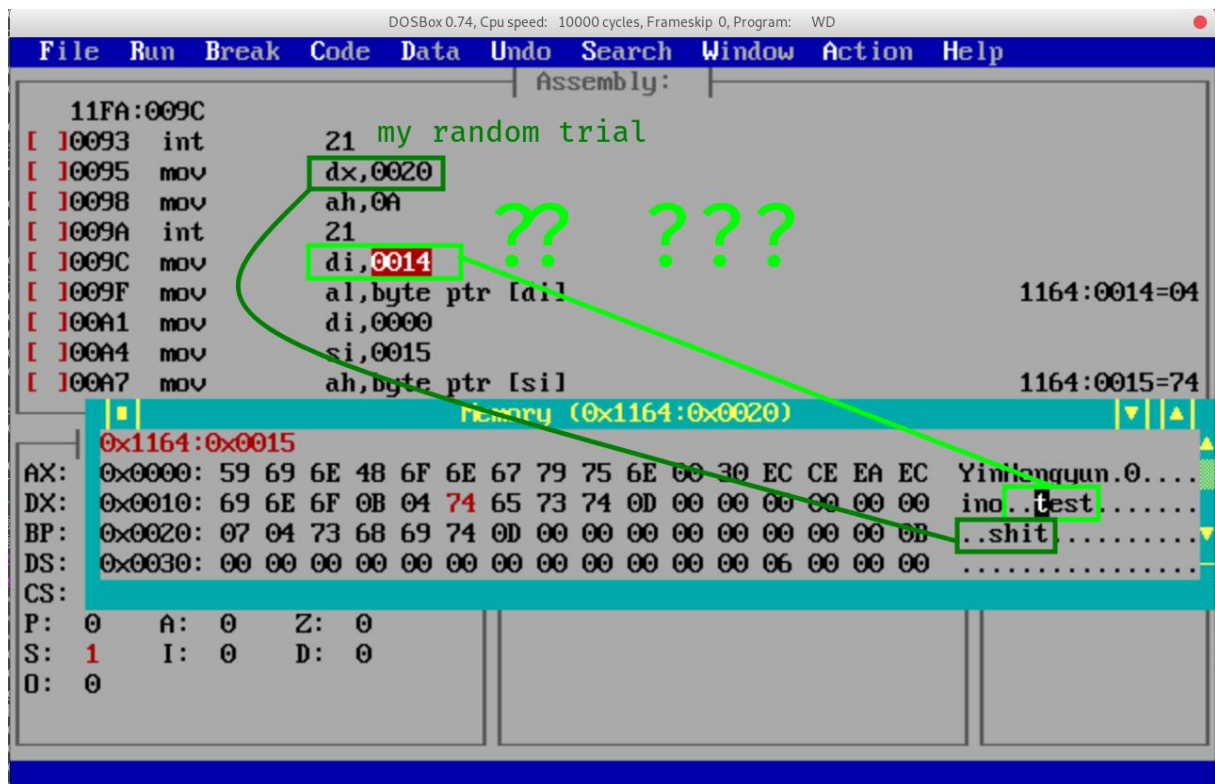 DOSBox 0.74, Cpu speed: 10000 cycles, Frameskip 0, Program: WD
File Run Break Code Data Undo Search Window Action Help
Assembly:
11FA:009C
[ ]0093 int 21
my random trial
[ ]0095 mov dx,0020
[ ]0098 mov ah,0A
[ ]009A int 21
?? ???
[ ]009C mov di,0014
[ ]009F mov al,byte ptr [di] 1164:0014=04
[ ]00A1 mov di,0000
[ ]00A4 mov si,0015
[ ]00A7 mov ah,byte ptr [si] 1164:0015=74
Memory (0x1164:0x0020)
0x1164:0x0015
AX: 0x0000: 59 69 6E 48 6F 6E 67 79 75 6E 00 30 EC CE EA EC YinHongyun.0....
DX: 0x0010: 69 6E 6F 0B 04 74 65 73 74 0D 00 00 00 00 00 00 ino..test.......
BP: 0x0020: 07 04 73 68 69 74 0D 00 00 00 00 00 00 00 00 0B ..shit..........
DS: 0x0030: 00 00 00 00 00 00 00 00 00 00 00 00 06 00 00 00 ................
CS:
P: 0 A: 0 Z: 0
S: 1 I: 0 D: 0
O: 0